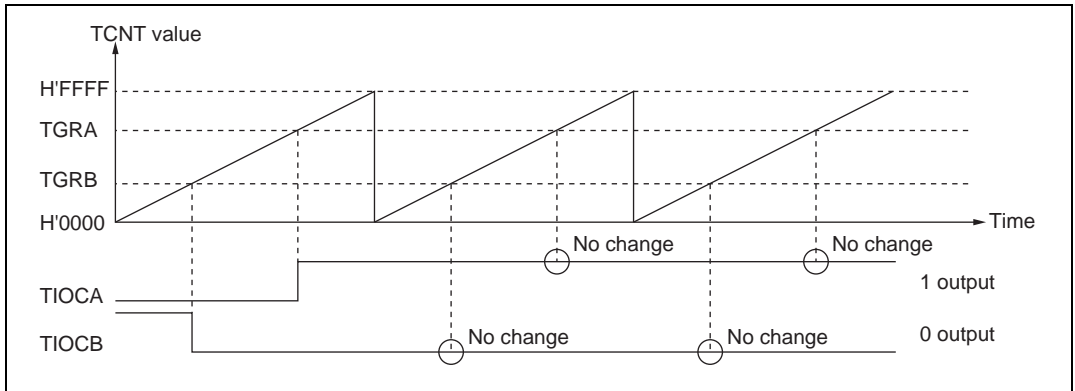 TCNT value
H'FFFF
TGRA
TGRB
H'0000
Time
No change
No change
1 output
TIOCA
No change
No change
0 output
TIOCB